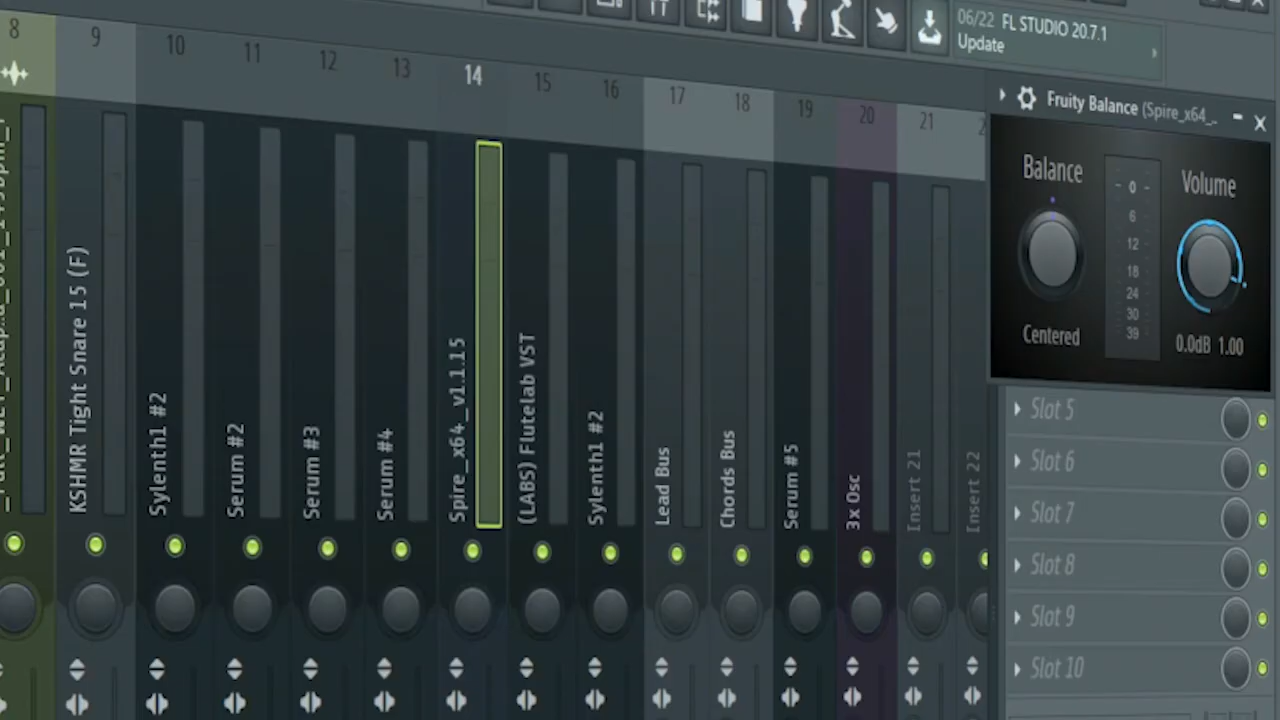 06/22 FL STUDIO 20.7.1
Update
8
9
10
11
12
13
14
15
16
17
18
19
20
21
KSHMR Tight Snare 15 (F)
Sylenth1 #2
Serum #2
Serum #3
Serum #4
Spire_x64_v1.1.15
(LABS) Flutelab VST
Sylenth1 #2
Lead Bus
Chords Bus
Serum #5
3x Osc
Insert 21
Insert 22
Fruity Balance (Spire_x64_..
Balance
Volume
0
6
12
18
24
30
39
Centered
0.0dB 1.00
Slot 5
Slot 6
Slot 7
Slot 8
Slot 9
Slot 10